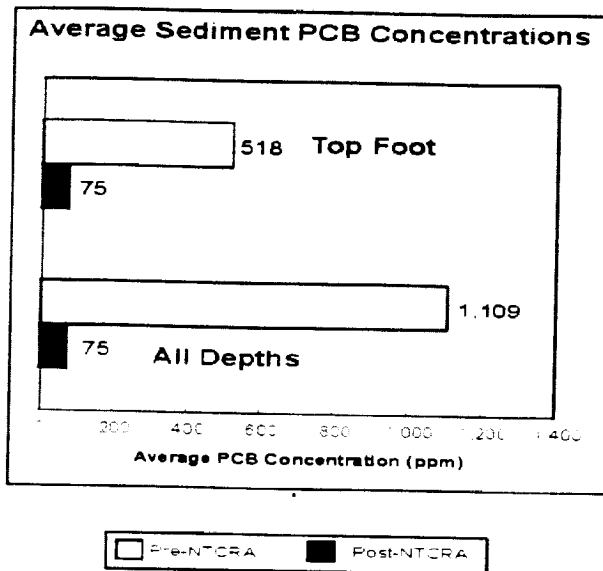 Average Sediment PCB Concentrations
518 Top Foot
75
1,109
75 All Depths
200 400 600 800 1,000 1,200 1,400
Average PCB Concentration (ppm)
Pre-NTCRA Post-NTCRA